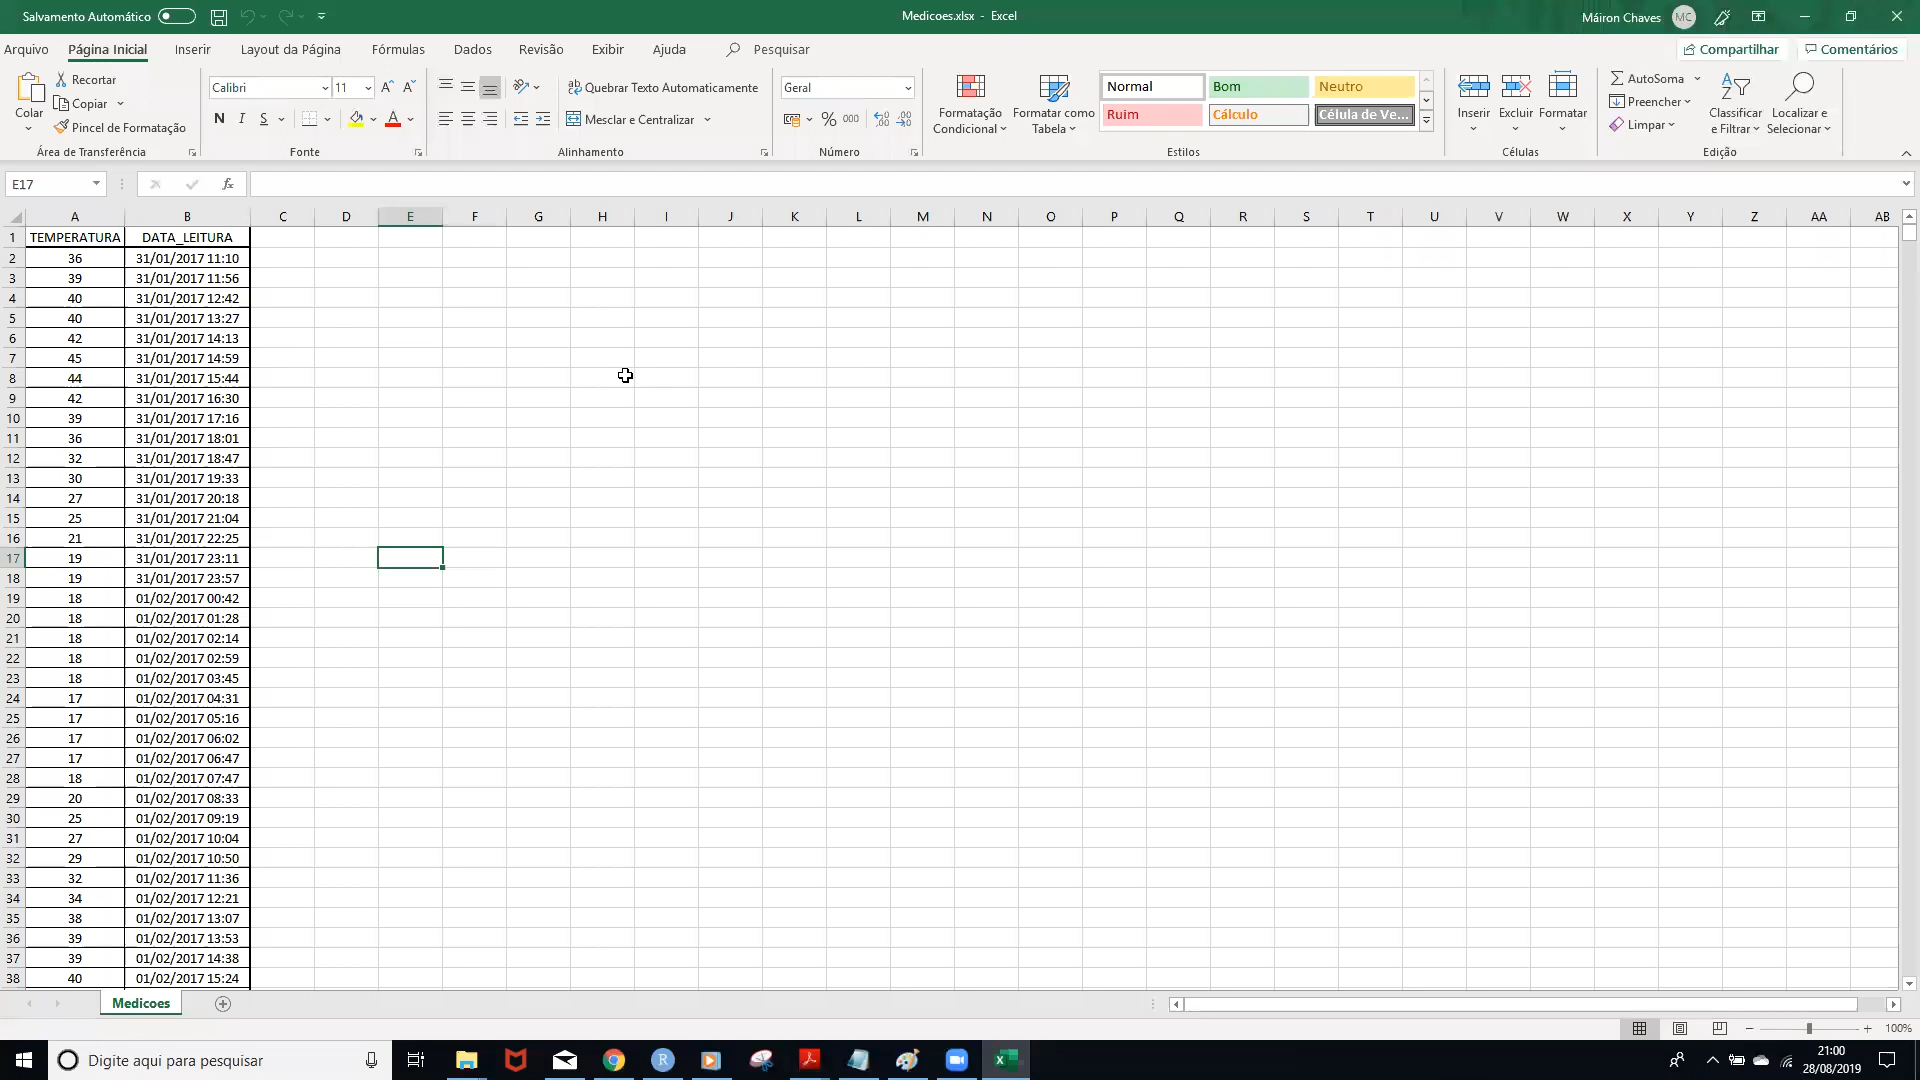 Salvamento Automático
Medicoes.xlsx - Excel
Máiron Chaves MC
Arquivo Página Inicial Inserir Layout da Página Fórmulas Dados Revisão Exibir Ajuda Pesquisar
Compartilhar Comentários
Colar
Recortar
Copiar
Pincel de Formatação
Área de Transferência
Calibri 11
N I S
Fonte
Quebrar Texto Automaticamente
Mesclar e Centralizar
Alinhamento
Geral
% 000
Número
Formatação Condicional
Formatar como Tabela
Normal Bom Neutro
Ruim Cálculo Célula de Ve...
Estilos
Inserir Excluir Formatar
Células
AutoSoma
Preencher
Limpar
Classificar e Filtrar
Localizar e Selecionar
Edição
E17 fx
A B C D E F G H I J K L M N O P Q R S T U V W X Y Z AA AB
1 TEMPERATURA DATA_LEITURA
2 36 31/01/2017 11:10
3 39 31/01/2017 11:56
4 40 31/01/2017 12:42
5 40 31/01/2017 13:27
6 42 31/01/2017 14:13
7 45 31/01/2017 14:59
8 44 31/01/2017 15:44
9 42 31/01/2017 16:30
10 39 31/01/2017 17:16
11 36 31/01/2017 18:01
12 32 31/01/2017 18:47
13 30 31/01/2017 19:33
14 27 31/01/2017 20:18
15 25 31/01/2017 21:04
16 21 31/01/2017 22:25
17 19 31/01/2017 23:11
18 19 31/01/2017 23:57
19 18 01/02/2017 00:42
20 18 01/02/2017 01:28
21 18 01/02/2017 02:14
22 18 01/02/2017 02:59
23 18 01/02/2017 03:45
24 17 01/02/2017 04:31
25 17 01/02/2017 05:16
26 17 01/02/2017 06:02
27 17 01/02/2017 06:47
28 18 01/02/2017 07:47
29 20 01/02/2017 08:33
30 25 01/02/2017 09:19
31 27 01/02/2017 10:04
32 29 01/02/2017 10:50
33 32 01/02/2017 11:36
34 34 01/02/2017 12:21
35 38 01/02/2017 13:07
36 39 01/02/2017 13:53
37 39 01/02/2017 14:38
38 40 01/02/2017 15:24
Medicoes
100%
Digite aqui para pesquisar
21:00
28/08/2019